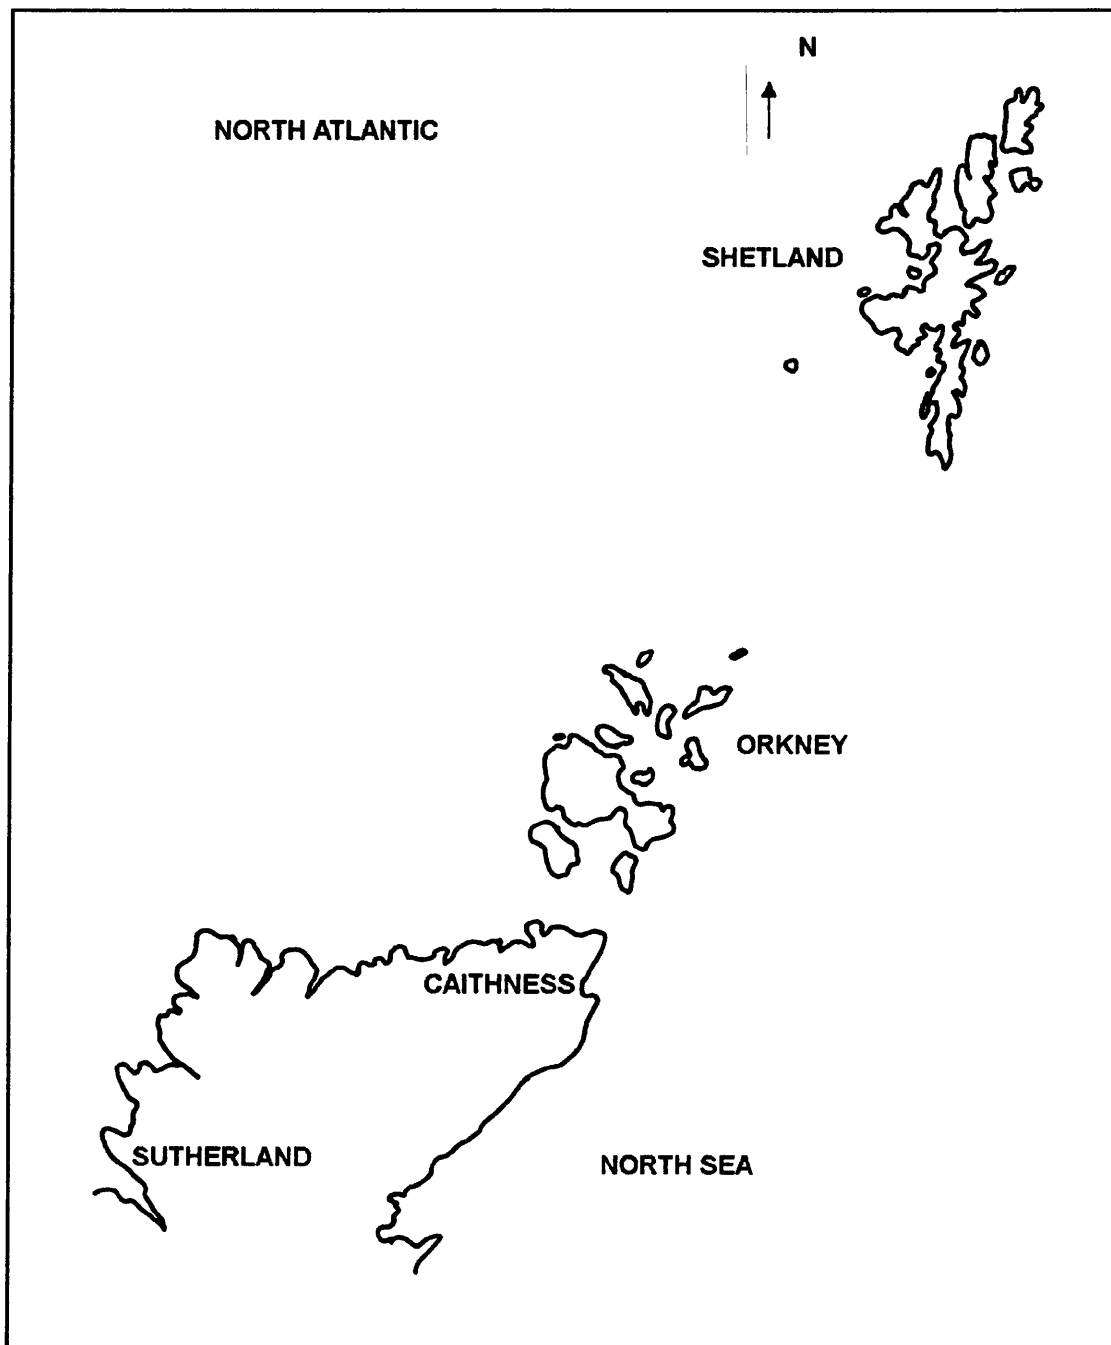 N
NORTH ATLANTIC
SHETLAND
ORKNEY
CAITHNESS
SUTHERLAND
NORTH SEA